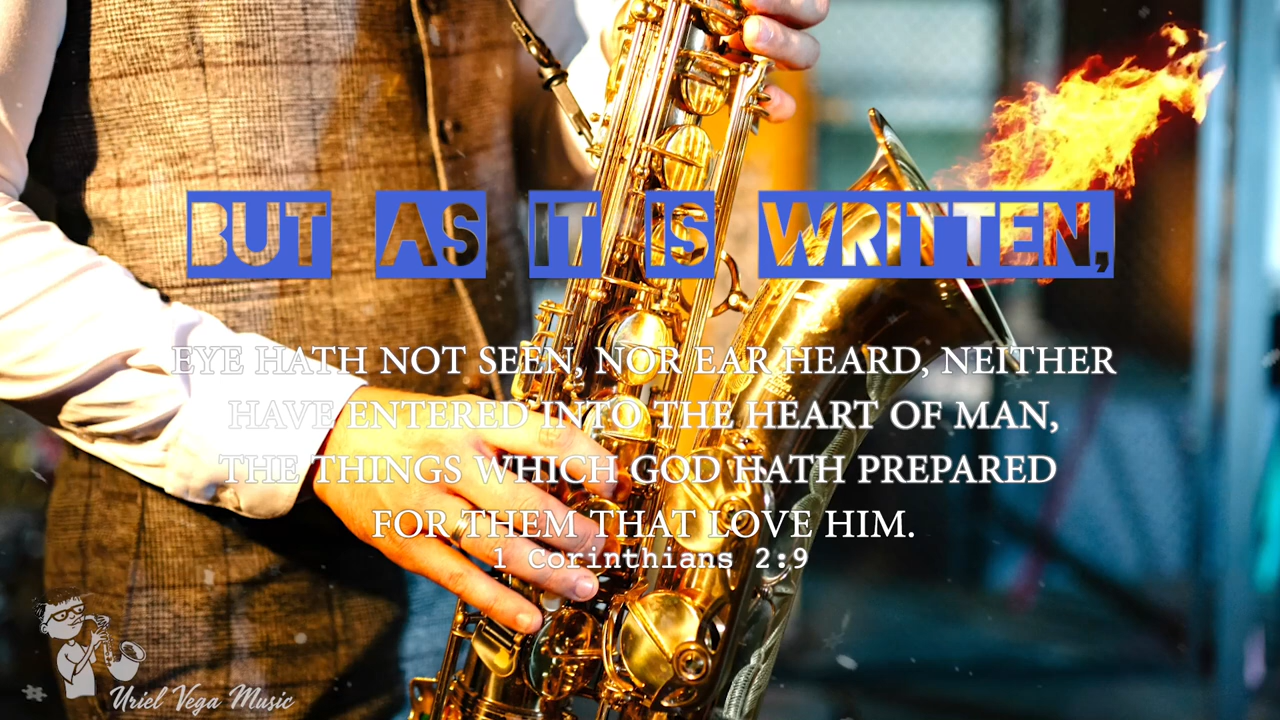 BUT AS IT IS WRITTEN,
EYE HATH NOT SEEN, NOR EAR HEARD, NEITHER
HAVE ENTERED INTO THE HEART OF MAN,
THE THINGS WHICH GOD HATH PREPARED
FOR THEM THAT LOVE HIM.
1 Corinthians 2:9
Uriel Vega Music